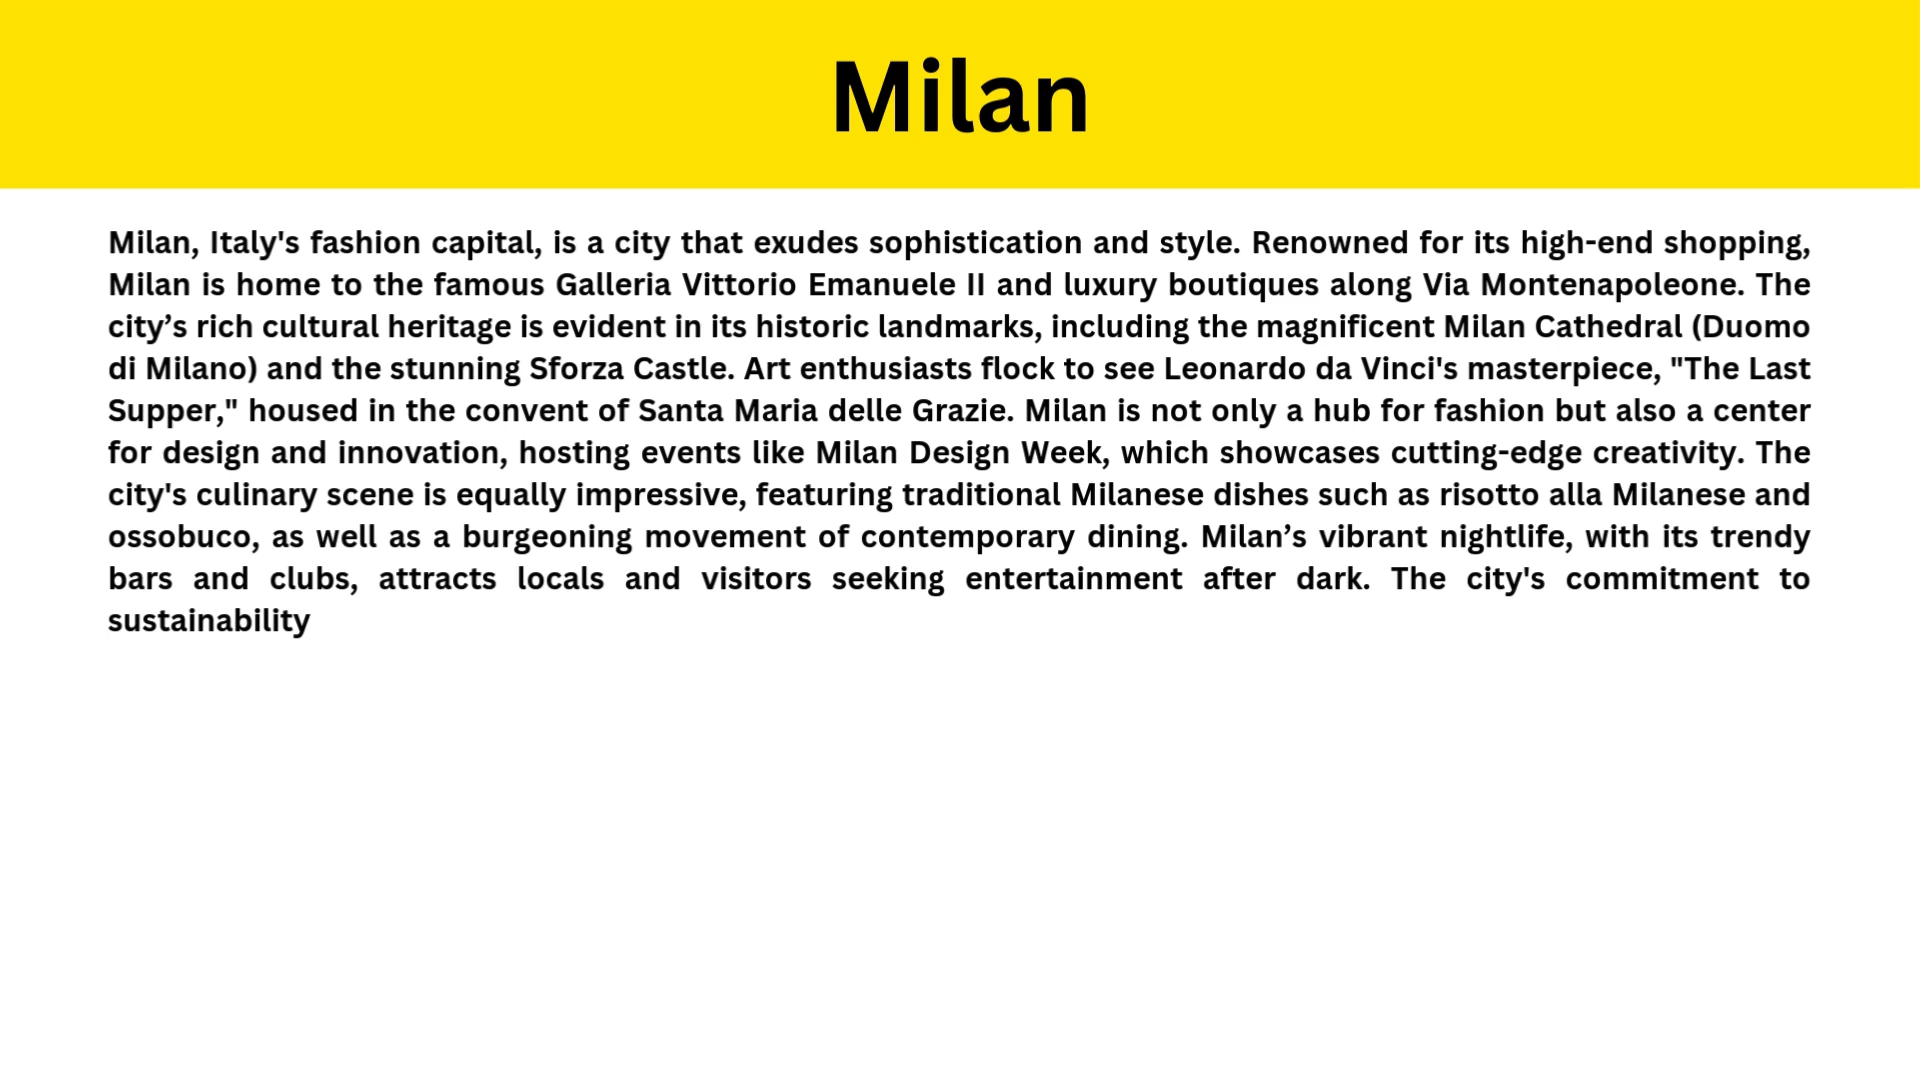 Milan
Milan, Italy's fashion capital, is a city that exudes sophistication and style. Renowned for its high-end shopping,
Milan is home to the famous Galleria Vittorio Emanuele II and luxury boutiques along Via Montenapoleone. The
city’s rich cultural heritage is evident in its historic landmarks, including the magnificent Milan Cathedral (Duomo
di Milano) and the stunning Sforza Castle. Art enthusiasts flock to see Leonardo da Vinci's masterpiece, "The Last
Supper," housed in the convent of Santa Maria delle Grazie. Milan is not only a hub for fashion but also a center
for design and innovation, hosting events like Milan Design Week, which showcases cutting-edge creativity. The
city's culinary scene is equally impressive, featuring traditional Milanese dishes such as risotto alla Milanese and
ossobuco, as well as a burgeoning movement of contemporary dining. Milan’s vibrant nightlife, with its trendy
bars and clubs, attracts locals and visitors seeking entertainment after dark. The city's commitment to
sustainability